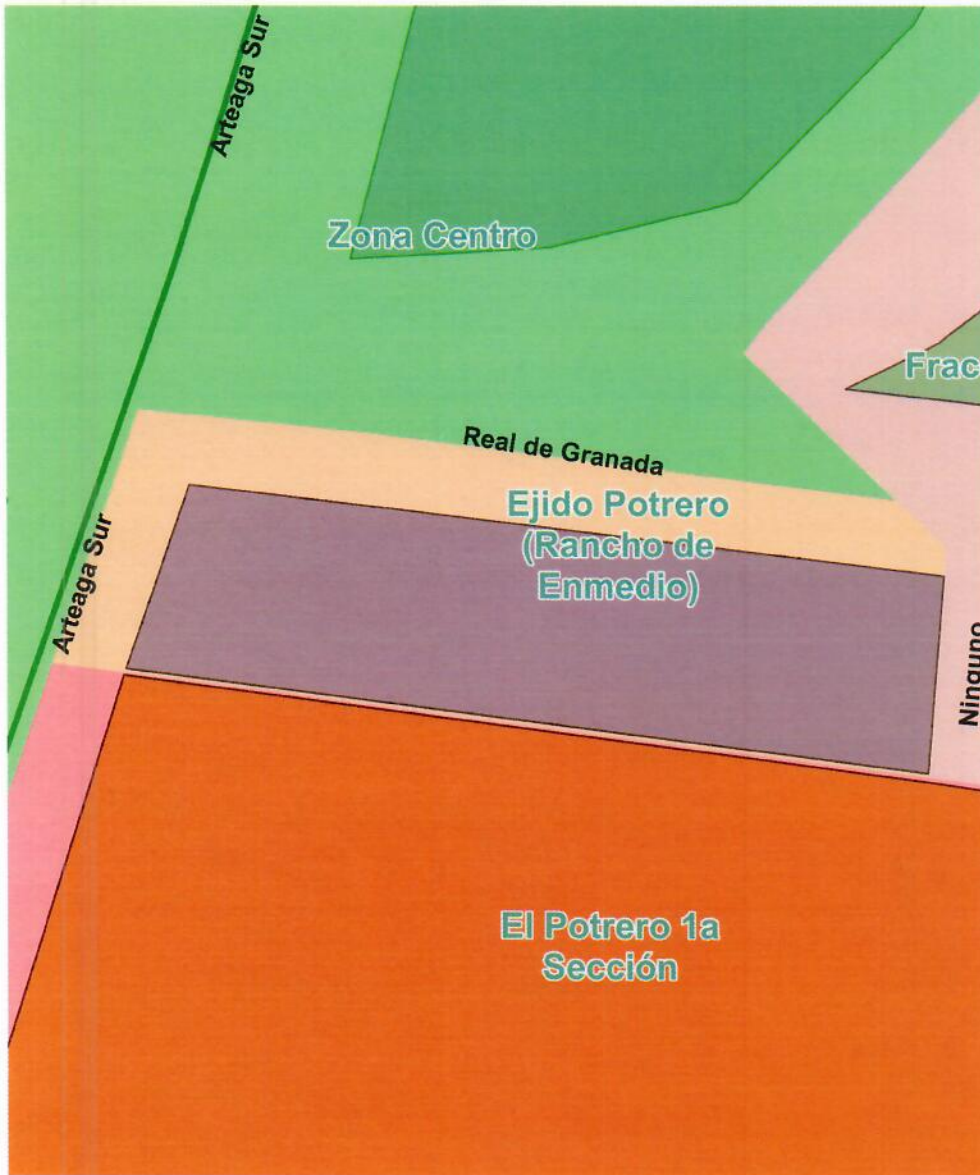 Arteaga Sur
Zona Centro
Frac
Real de Granada
Ejido Potrero
(Rancho de
Enmedio)
Arteaga Sur
Ninguno
El Potrero 1a
Sección